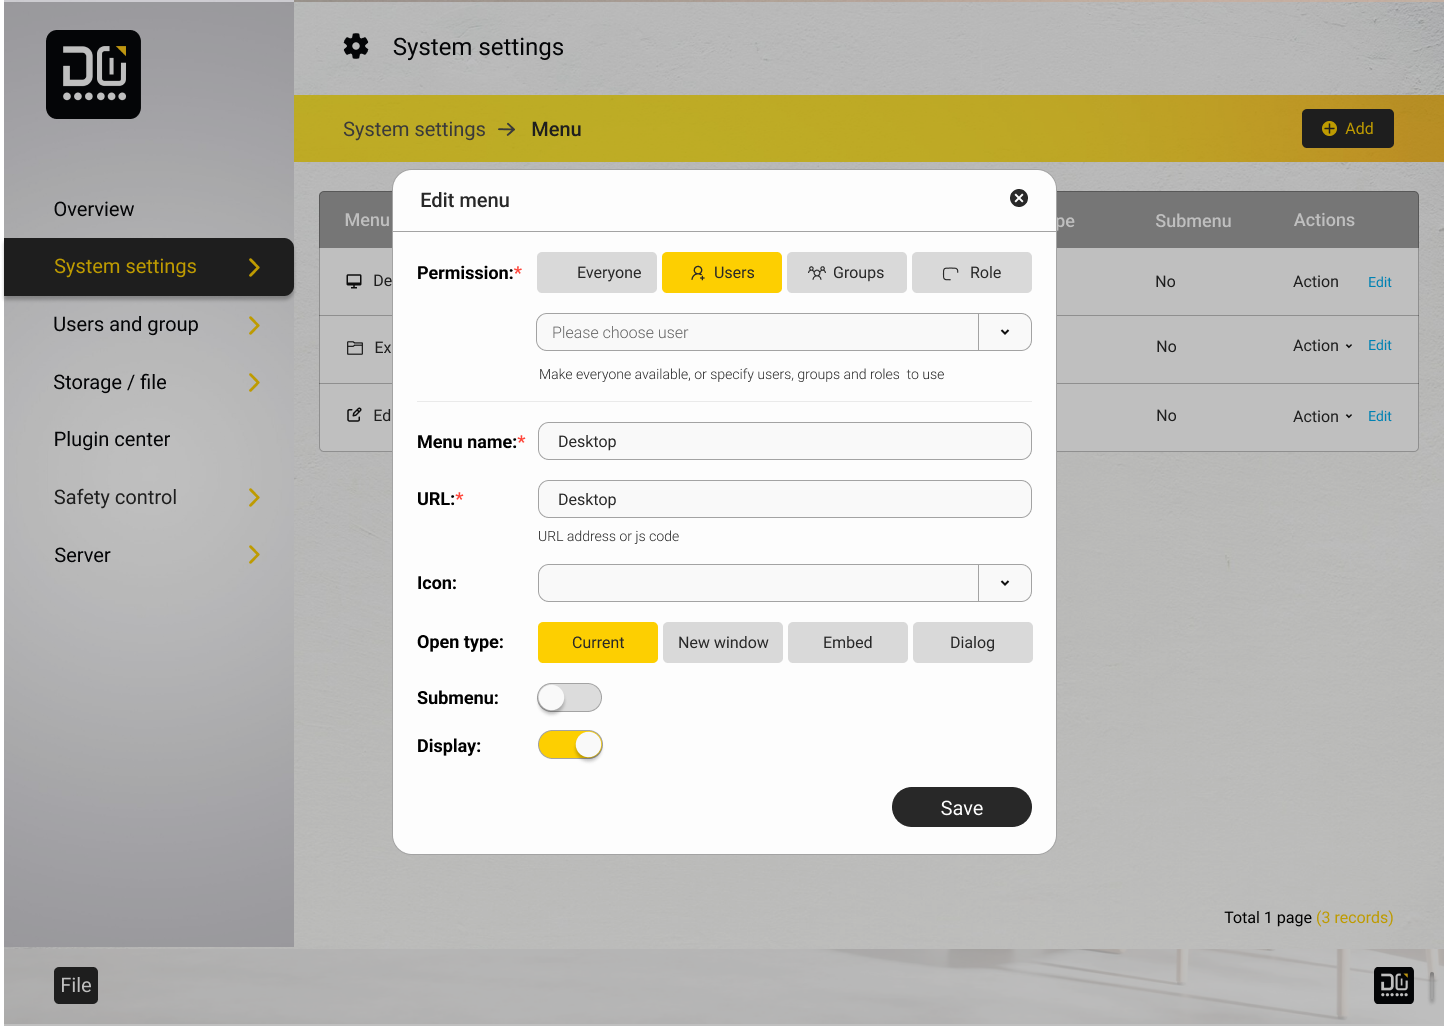 System settings
System settings → Menu
Add
Overview
System settings
Users and group
Storage / file
Plugin center
Safety control
Server
Menu
Submenu
Actions
No
Action
Edit
No
Action
Edit
No
Action
Edit
Edit menu
Permission:*
Everyone
Users
Groups
Role
Please choose user
Make everyone available, or specify users, groups and roles to use
Menu name:*
Desktop
URL:*
Desktop
URL address or js code
Icon:
Open type:
Current
New window
Embed
Dialog
Submenu:
Display:
Save
Total 1 page (3 records)
File